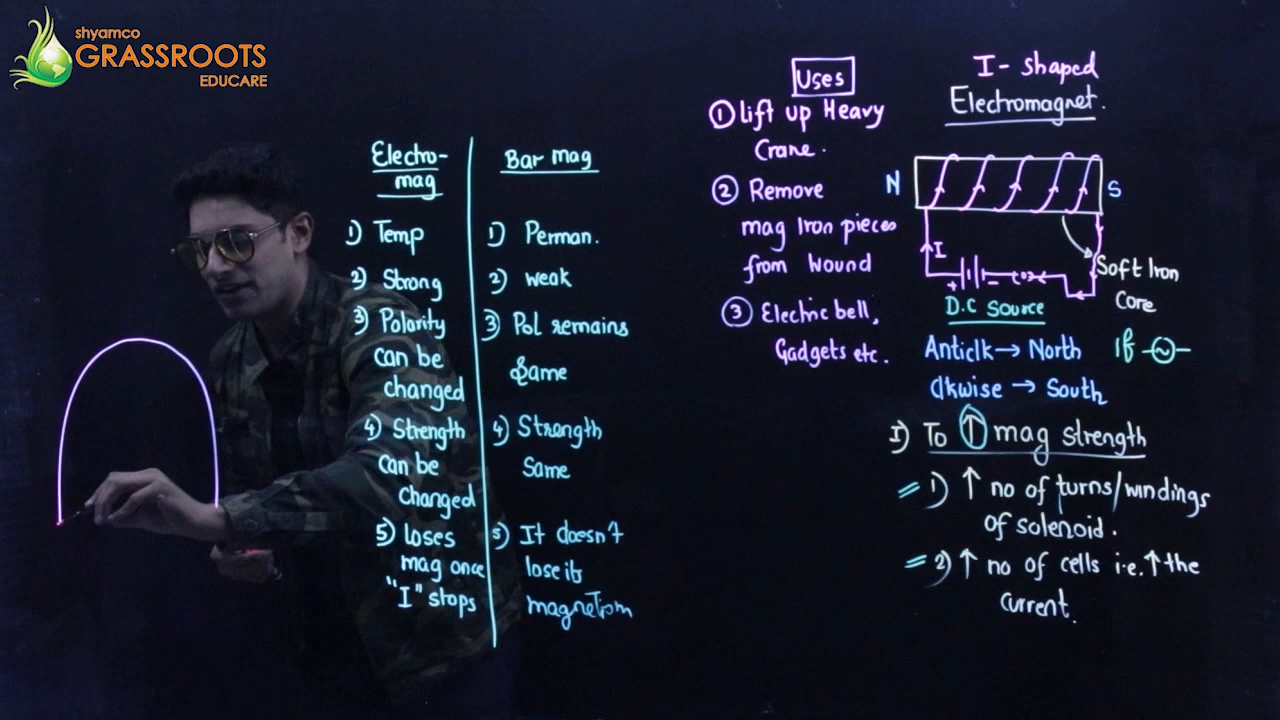 shyamco
GRASSROOTS
EDUCARE
Electro-
mag
1) Temp
2) Strong
3) Polarity
can be
changed
4) Strength
can be
changed
5) loses
mag once
"I" stops
Bar mag
1) Perman.
2) weak
3) Pol remains
Same
4) Strength
Same
5) It doesn't
lose its
magnetism
Uses
① lift up Heavy
Crane.
② Remove
mag Iron pieces
from wound
③ Electric bell,
Gadgets etc.
I - shaped
Electromagnet.
N
S
I
+ -
(•)
Soft Iron
Core
D.C Source
Anticlk → North
If
Clkwise → South
I) To ↑ mag strength
1) ↑ no of turns/windings
of solenoid.
2) ↑ no of cells i.e. ↑ the
current.